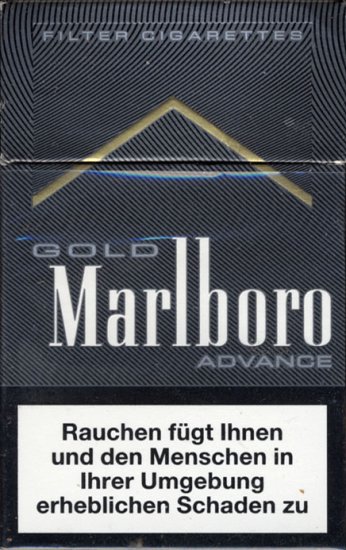 FILTER CIGARETTES
GOLD
Marlboro
ADVANCE
Rauchen fügt Ihnen
und den Menschen in
Ihrer Umgebung
erheblichen Schaden zu